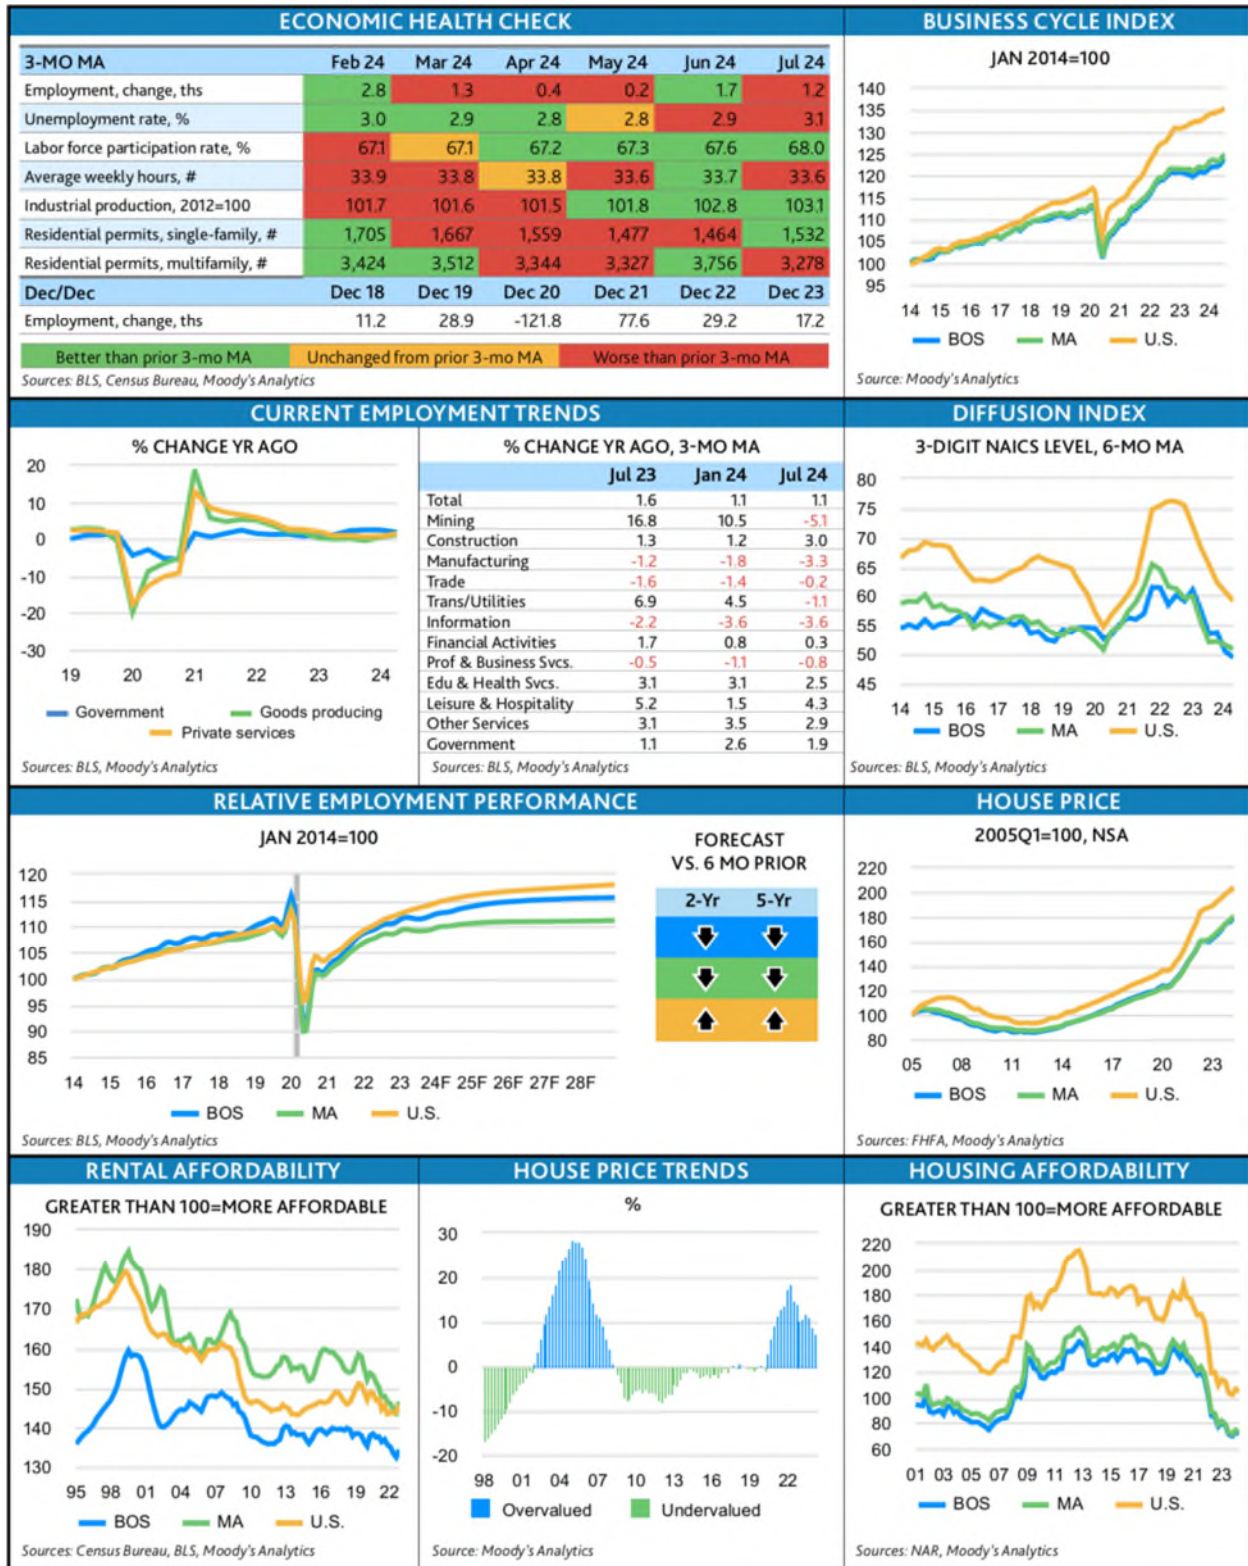 ECONOMIC HEALTH CHECK
3-MO MA Feb 24 Mar 24 Apr 24 May 24 Jun 24 Jul 24
Employment, change, ths 2.8 1.3 0.4 0.2 1.7 1.2
Unemployment rate, % 3.0 2.9 2.8 2.8 2.9 3.1
Labor force participation rate, % 67.1 67.1 67.2 67.3 67.6 68.0
Average weekly hours, # 33.9 33.8 33.8 33.6 33.7 33.6
Industrial production, 2012=100 101.7 101.6 101.5 101.8 102.8 103.1
Residential permits, single-family, # 1,705 1,667 1,559 1,477 1,464 1,532
Residential permits, multifamily, # 3,424 3,512 3,344 3,327 3,756 3,278
Dec/Dec Dec 18 Dec 19 Dec 20 Dec 21 Dec 22 Dec 23
Employment, change, ths 11.2 28.9 -121.8 77.6 29.2 17.2
Better than prior 3-mo MA Unchanged from prior 3-mo MA Worse than prior 3-mo MA
Sources: BLS, Census Bureau, Moody's Analytics
BUSINESS CYCLE INDEX
JAN 2014=100
140
135
130
125
120
115
110
105
100
95
14 15 16 17 18 19 20 21 22 23 24
BOS MA U.S.
Source: Moody's Analytics
CURRENT EMPLOYMENT TRENDS
% CHANGE YR AGO
20
10
0
-10
-20
-30
19 20 21 22 23 24
Government Goods producing
Private services
Sources: BLS, Moody's Analytics
% CHANGE YR AGO, 3-MO MA
Jul 23 Jan 24 Jul 24
Total 1.6 1.1 1.1
Mining 16.8 10.5 -5.1
Construction 1.3 1.2 3.0
Manufacturing -1.2 -1.8 -3.3
Trade -1.6 -1.4 -0.2
Trans/Utilities 6.9 4.5 -1.1
Information -2.2 -3.6 -3.6
Financial Activities 1.7 0.8 0.3
Prof & Business Svcs. -0.5 -1.1 -0.8
Edu & Health Svcs. 3.1 3.1 2.5
Leisure & Hospitality 5.2 1.5 4.3
Other Services 3.1 3.5 2.9
Government 1.1 2.6 1.9
Sources: BLS, Moody's Analytics
DIFFUSION INDEX
3-DIGIT NAICS LEVEL, 6-MO MA
80
75
70
65
60
55
50
45
14 15 16 17 18 19 20 21 22 23 24
BOS MA U.S.
Sources: BLS, Moody's Analytics
RELATIVE EMPLOYMENT PERFORMANCE
JAN 2014=100
120
115
110
105
100
95
90
85
14 15 16 17 18 19 20 21 22 23 24F 25F 26F 27F 28F
BOS MA U.S.
Sources: BLS, Moody's Analytics
FORECAST
VS. 6 MO PRIOR
2-Yr 5-Yr
HOUSE PRICE
2005Q1=100, NSA
220
200
180
160
140
120
100
80
05 08 11 14 17 20 23
BOS MA U.S.
Sources: FHFA, Moody's Analytics
RENTAL AFFORDABILITY
GREATER THAN 100=MORE AFFORDABLE
190
180
170
160
150
140
130
95 98 01 04 07 10 13 16 19 22
BOS MA U.S.
Sources: Census Bureau, BLS, Moody's Analytics
HOUSE PRICE TRENDS
%
30
20
10
0
-10
-20
98 01 04 07 10 13 16 19 22
Overvalued Undervalued
Source: Moody's Analytics
HOUSING AFFORDABILITY
GREATER THAN 100=MORE AFFORDABLE
220
200
180
160
140
120
100
80
60
01 03 05 07 09 11 13 15 17 19 21 23
BOS MA U.S.
Sources: NAR, Moody's Analytics